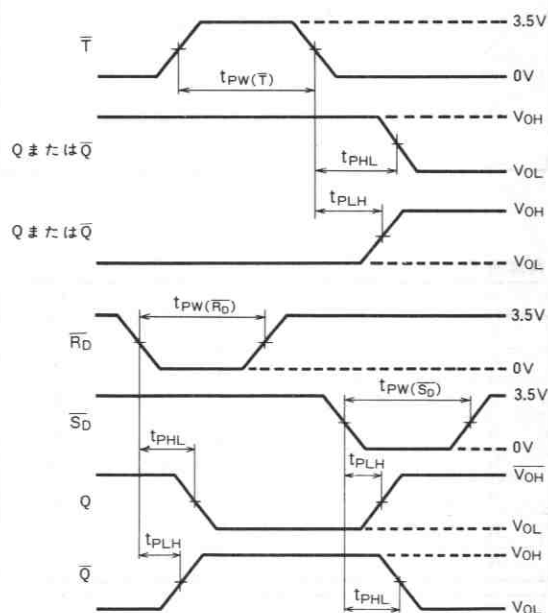 T̅ 3.5V
tPW(T̅) 0V
VOH
QまたはQ̅ tPHL VOL
tPLH VOH
QまたはQ̅ VOL
tPW(R̅D̅) 3.5V
R̅D̅ 0V
tPW(S̅D̅) 3.5V
S̅D̅ 0V
tPHL tPLH V̅O̅H̅
Q VOL
tPLH VOH
Q̅ tPHL VOL